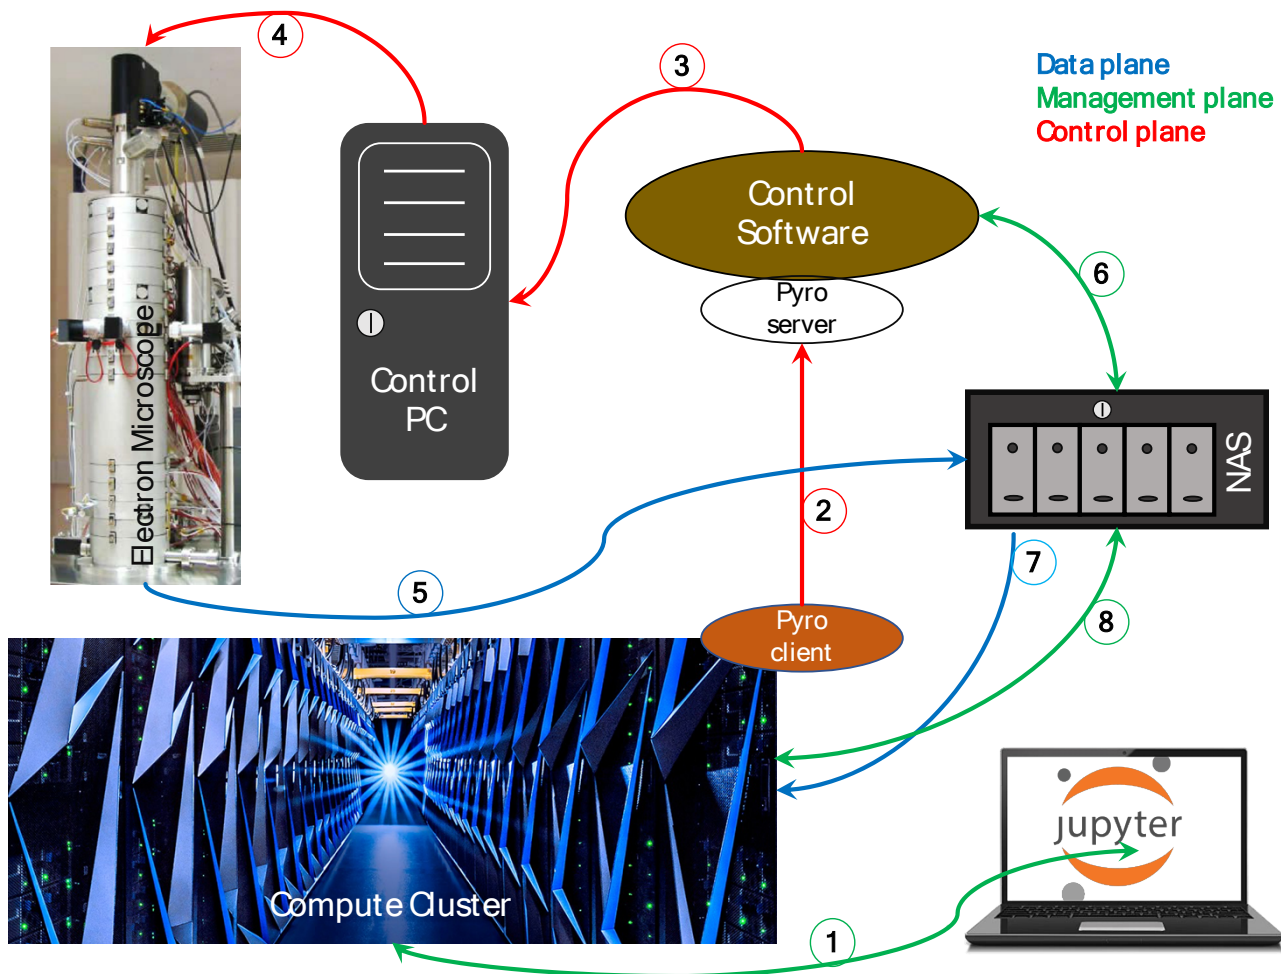 4
3
Data plane
Management plane
Control plane
Control
Software
6
Pyro
server
Electron Microscope
Control
PC
NAS
2
7
5
8
Pyro
client
jupyter
Compute Cluster
1